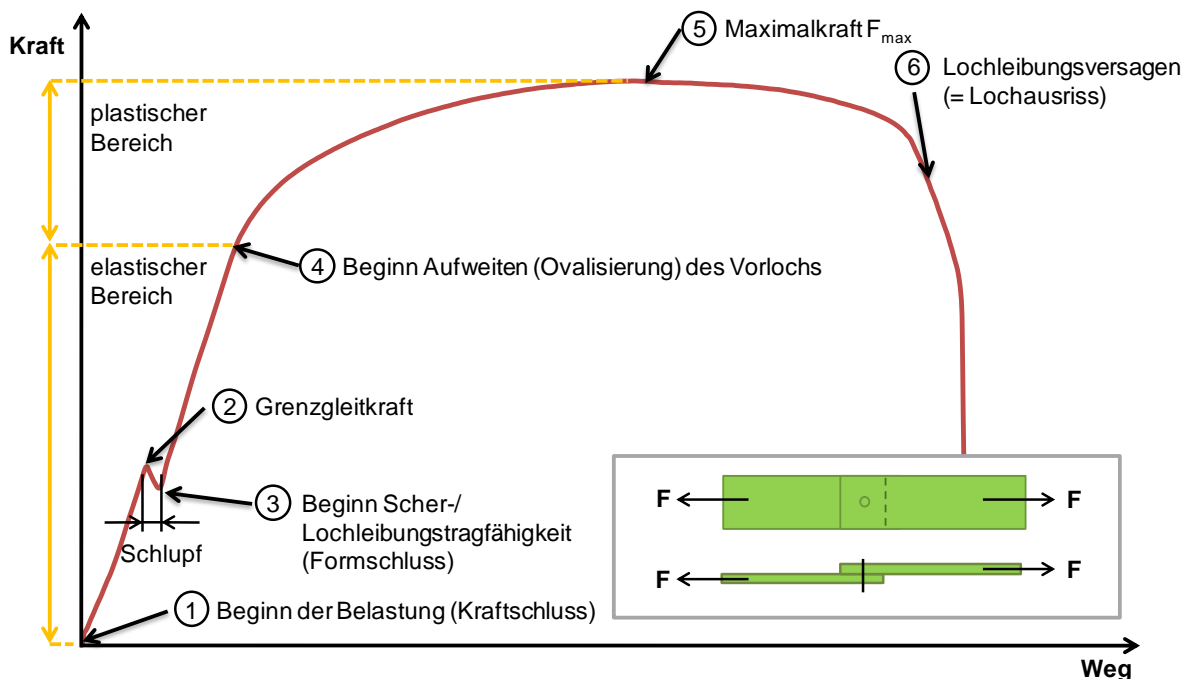 Kraft
5 Maximalkraft Fmax
6 Lochleibungsversagen
(= Lochausriss)
plastischer
Bereich
elastischer
Bereich
4 Beginn Aufweiten (Ovalisierung) des Vorlochs
2 Grenzgleitkraft
3 Beginn Scher-/
Lochleibungstragfähigkeit
(Formschluss)
Schlupf
1 Beginn der Belastung (Kraftschluss)
F F
F F
Weg